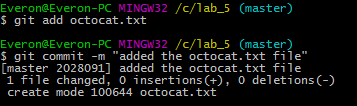 Everon@Everon-PC MINGW32 /c/lab_5 (master)
$ git add octocat.txt
Everon@Everon-PC MINGW32 /c/lab_5 (master)
$ git commit -m "added the octocat.txt file"
[master 2028091] added the octocat.txt file
1 file changed, 0 insertions(+), 0 deletions(-)
create mode 100644 octocat.txt